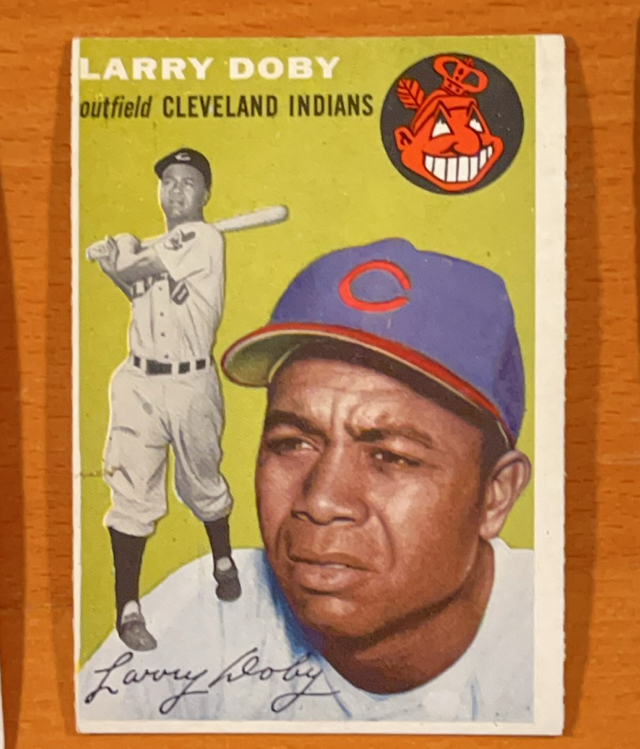 LARRY DOBY
outfield CLEVELAND INDIANS
C
C
Larry Doby